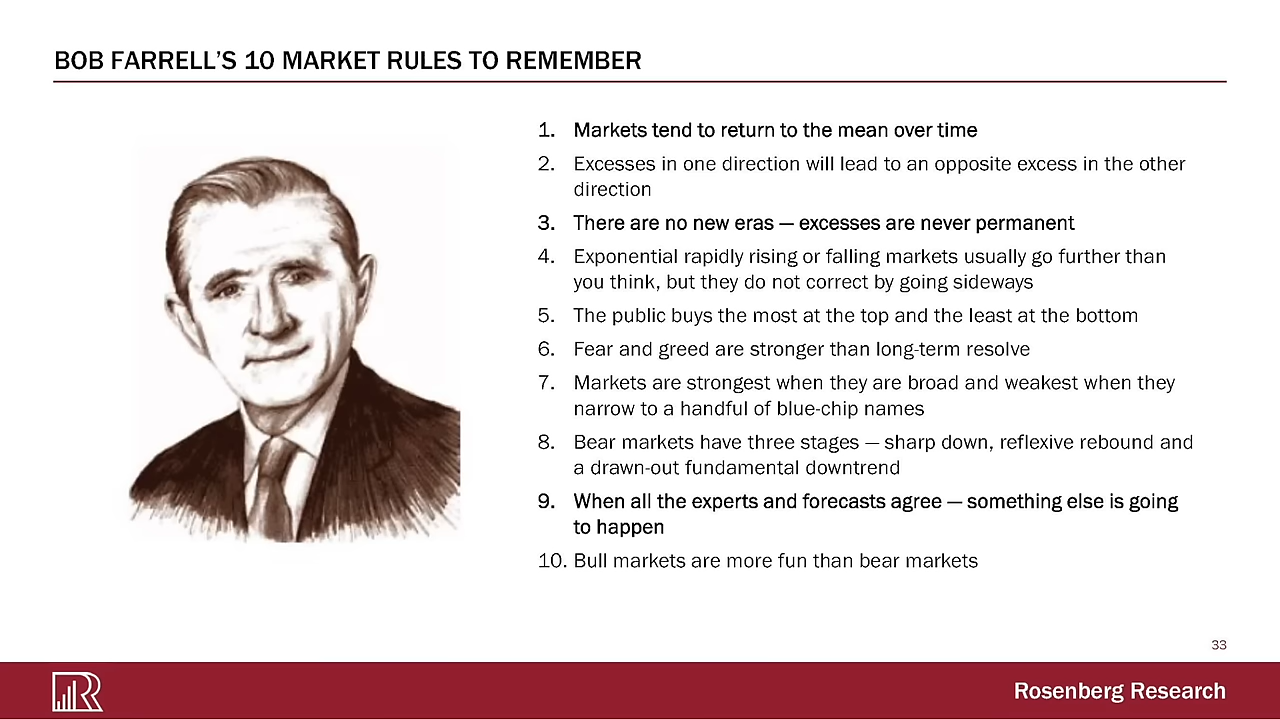 BOB FARRELL’S 10 MARKET RULES TO REMEMBER
1. Markets tend to return to the mean over time
2. Excesses in one direction will lead to an opposite excess in the other
direction
3. There are no new eras — excesses are never permanent
4. Exponential rapidly rising or falling markets usually go further than
you think, but they do not correct by going sideways
5. The public buys the most at the top and the least at the bottom
6. Fear and greed are stronger than long-term resolve
7. Markets are strongest when they are broad and weakest when they
narrow to a handful of blue-chip names
8. Bear markets have three stages — sharp down, reflexive rebound and
a drawn-out fundamental downtrend
9. When all the experts and forecasts agree — something else is going
to happen
10. Bull markets are more fun than bear markets
33
R
Rosenberg Research